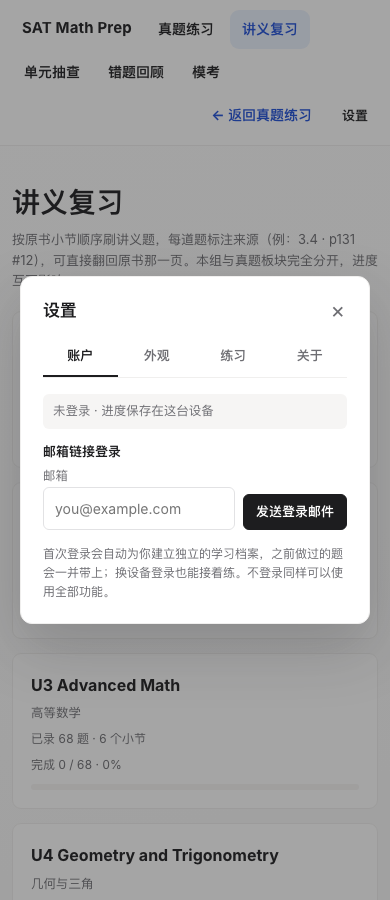 SAT Math Prep 真题练习 讲义复习
单元抽查 错题回顾 模考
← 返回真题练习 设置
讲义复习
按原书小节顺序刷讲义题，每道题标注来源（例：3.4 · p131
#12），可直接翻回原书那一页。本组与真题板块完全分开，进度
设置 ×
账户 外观 练习 关于
未登录 · 进度保存在这台设备
邮箱链接登录
邮箱
you@example.com 发送登录邮件
首次登录会自动为你建立独立的学习档案，之前做过的题
会一并带上；换设备登录也能接着练。不登录同样可以使
用全部功能。
U3 Advanced Math
高等数学
已录 68 题 · 6 个小节
完成 0 / 68 · 0%
U4 Geometry and Trigonometry
几何与三角